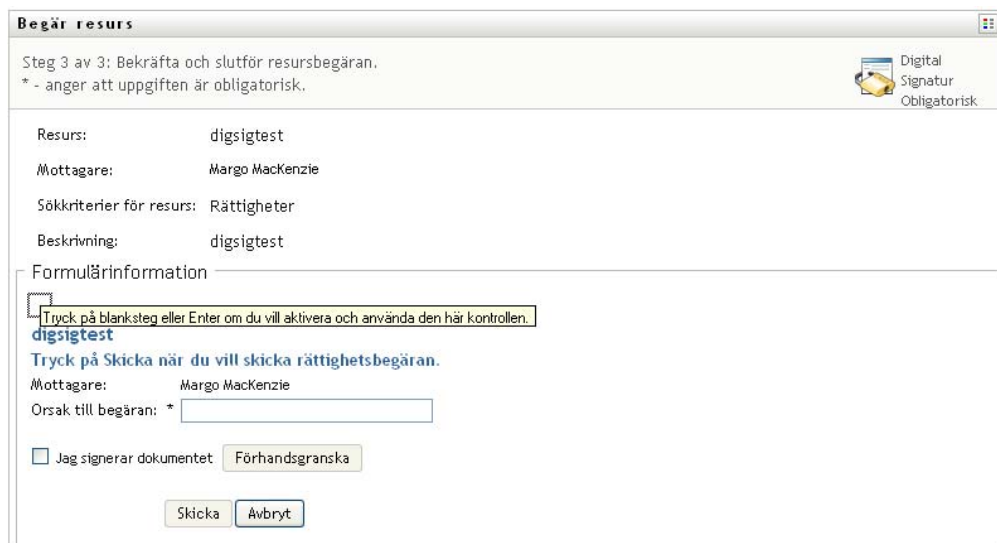 Begär resurs
Steg 3 av 3: Bekräfta och slutför resursbegäran.
* - anger att uppgiften är obligatorisk.
Digital
Signatur
Obligatorisk
Resurs: digsigtest
Mottagare: Margo MacKenzie
Sökkriterier för resurs: Rättigheter
Beskrivning: digsigtest
Formulärinformation
Tryck på blanksteg eller Enter om du vill aktivera och använda den här kontrollen.
digsigtest
Tryck på Skicka när du vill skicka rättighetsbegäran.
Mottagare: Margo MacKenzie
Orsak till begäran: *
Jag signerar dokumentet Förhandsgranska
Skicka Avbryt